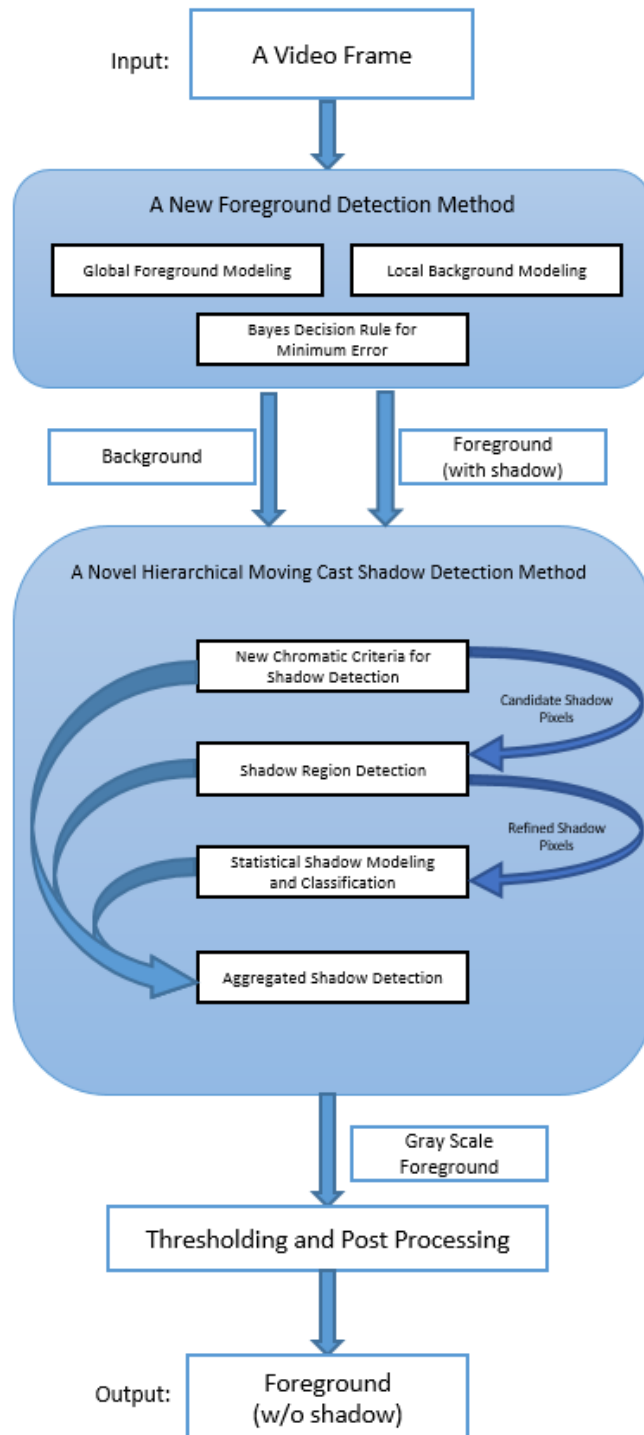 Input:
A Video Frame
A New Foreground Detection Method
Global Foreground Modeling
Local Background Modeling
Bayes Decision Rule for
Minimum Error
Background
Foreground
(with shadow)
A Novel Hierarchical Moving Cast Shadow Detection Method
New Chromatic Criteria for
Shadow Detection
Candidate Shadow
Pixels
Shadow Region Detection
Refined Shadow
Pixels
Statistical Shadow Modeling
and Classification
Aggregated Shadow Detection
Gray Scale
Foreground
Thresholding and Post Processing
Output:
Foreground
(w/o shadow)